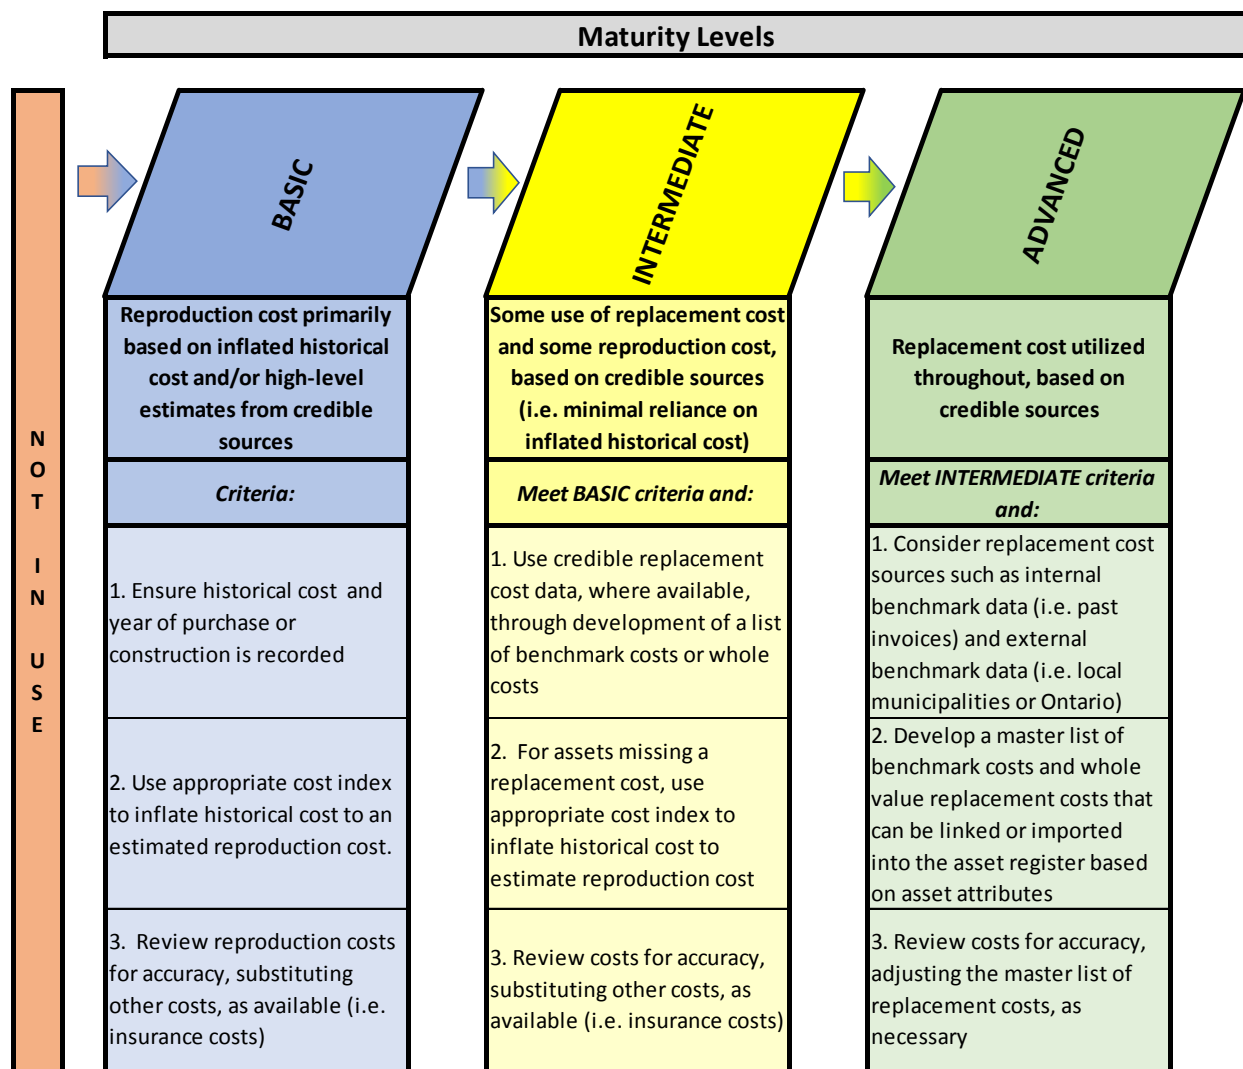 Maturity Levels
NOT IN USE
BASIC
Reproduction cost primarily
based on inflated historical
cost and/or high-level
estimates from credible
sources
Criteria:
1. Ensure historical cost and
year of purchase or
construction is recorded
2. Use appropriate cost index
to inflate historical cost to an
estimated reproduction cost.
3. Review reproduction costs
for accuracy, substituting
other costs, as available (i.e.
insurance costs)
INTERMEDIATE
Some use of replacement cost
and some reproduction cost,
based on credible sources
(i.e. minimal reliance on
inflated historical cost)
Meet BASIC criteria and:
1. Use credible replacement
cost data, where available,
through development of a list
of benchmark costs or whole
costs
2. For assets missing a
replacement cost, use
appropriate cost index to
inflate historical cost to
estimate reproduction cost
3. Review costs for accuracy,
substituting other costs, as
available (i.e. insurance costs)
ADVANCED
Replacement cost utilized
throughout, based on
credible sources
Meet INTERMEDIATE criteria
and:
1. Consider replacement cost
sources such as internal
benchmark data (i.e. past
invoices) and external
benchmark data (i.e. local
municipalities or Ontario)
2. Develop a master list of
benchmark costs and whole
value replacement costs that
can be linked or imported
into the asset register based
on asset attributes
3. Review costs for accuracy,
adjusting the master list of
replacement costs, as
necessary